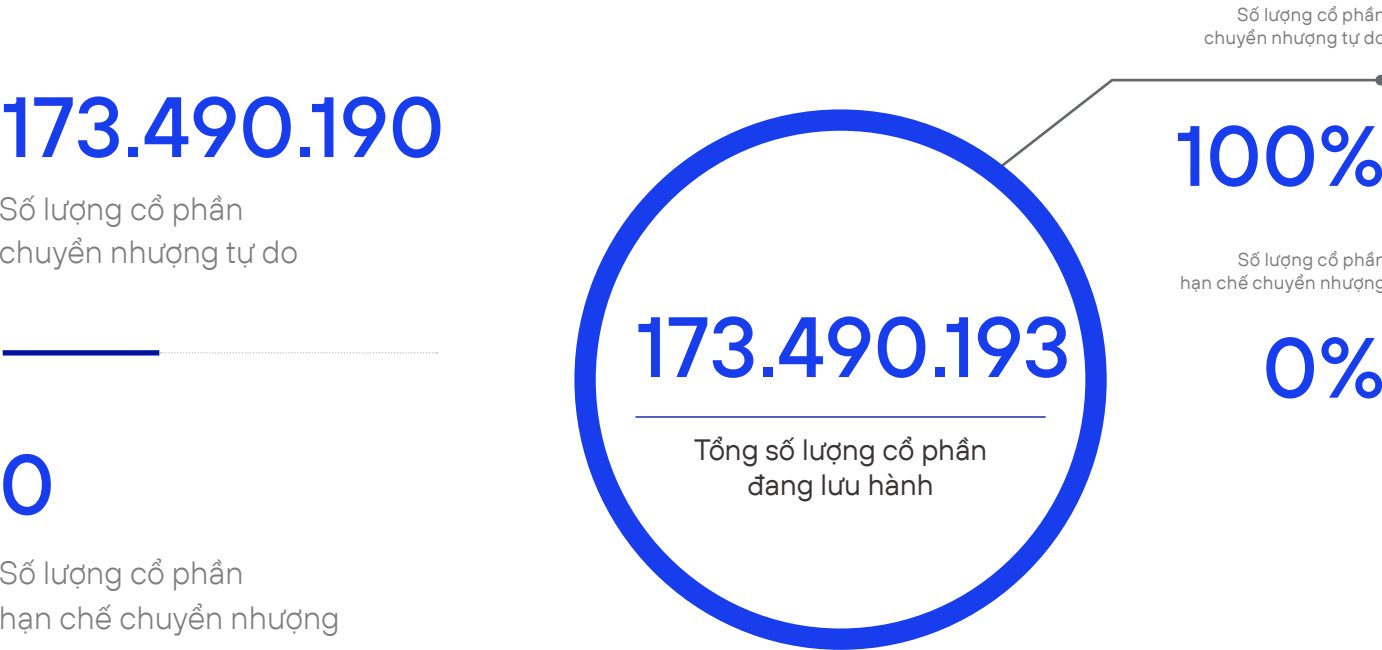 173.490.190
Số lượng cổ phần
chuyển nhượng tự do
0
Số lượng cổ phần
hạn chế chuyển nhượng
173.490.193
Tổng số lượng cổ phần
đang lưu hành
Số lượng cổ phần
chuyển nhượng tự do
100%
Số lượng cổ phần
hạn chế chuyển nhượng
0%